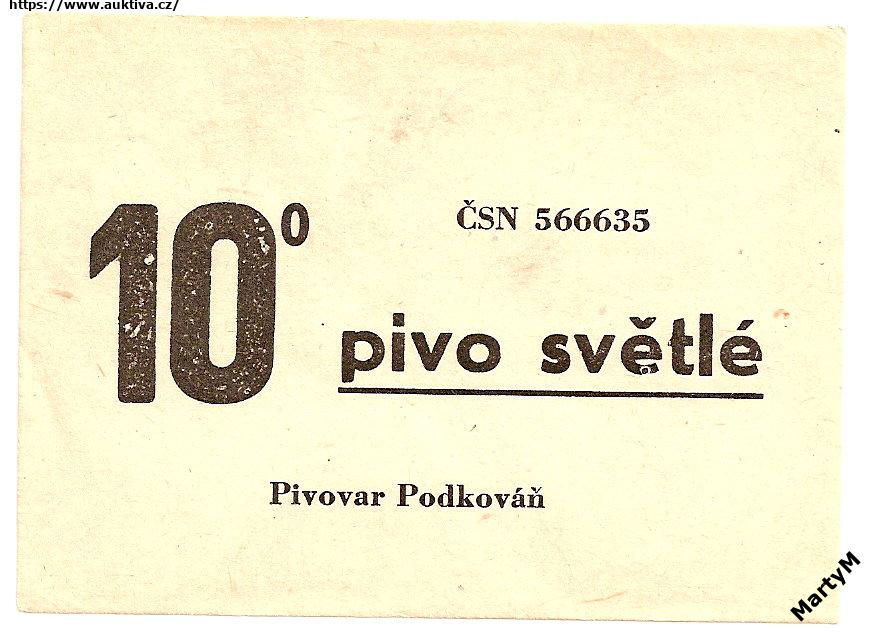 https://www.auktiva.cz/
10°
ČSN 566635
pivo světlé
Pivovar Podkováň
MartyM